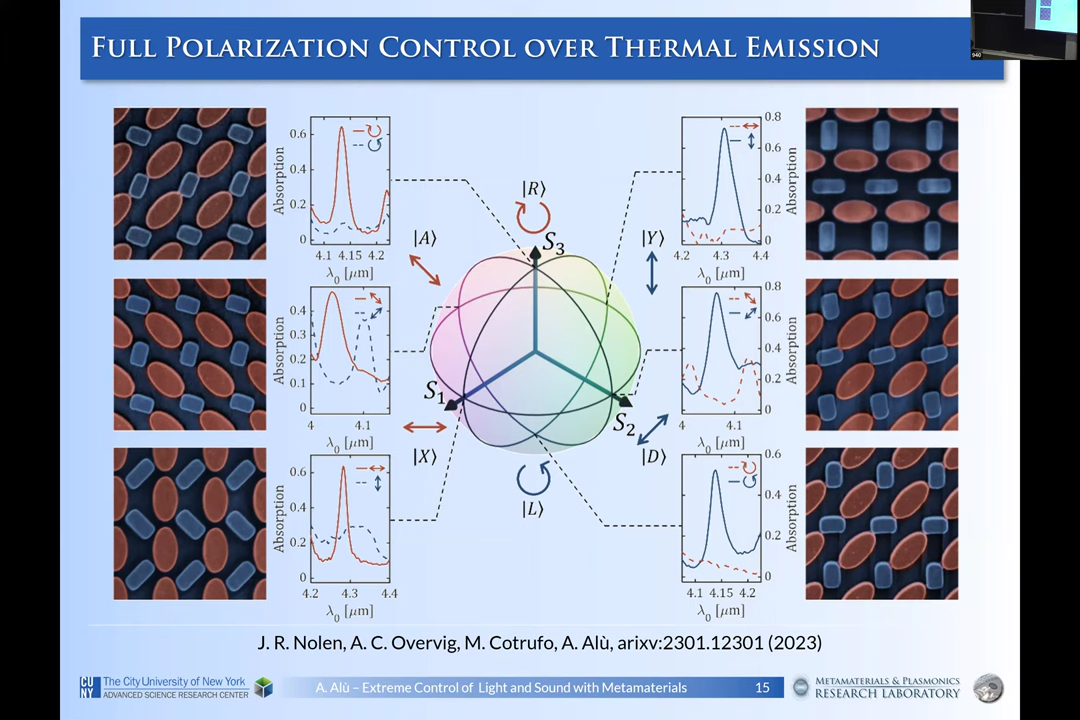 FULL POLARIZATION CONTROL OVER THERMAL EMISSION
940
Absorption
0.6
0.4
0.2
0
4.1 4.15 4.2
λ0 [μm]
|A⟩
|R⟩
S3
|Y⟩
0.8
0.6
0.4
0.2
0
Absorption
4.2 4.3 4.4
λ0 [μm]
Absorption
0.4
0.3
0.2
0.1
0
4 4.1
λ0 [μm]
S1
S2
0.8
0.6
0.4
0.2
0
Absorption
4 4.1
λ0 [μm]
|X⟩
|D⟩
|L⟩
Absorption
0.6
0.4
0.2
0
4.2 4.3 4.4
λ0 [μm]
0.6
0.4
0.2
0
Absorption
4.1 4.15 4.2
λ0 [μm]
J. R. Nolen, A. C. Overvig, M. Cotrufo, A. Alù, arxiv:2301.12301 (2023)
CU
NY
The City University of New York
ADVANCED SCIENCE RESEARCH CENTER
A. Alù – Extreme Control of Light and Sound with Metamaterials
15
METAMATERIALS & PLASMONICS
RESEARCH LABORATORY